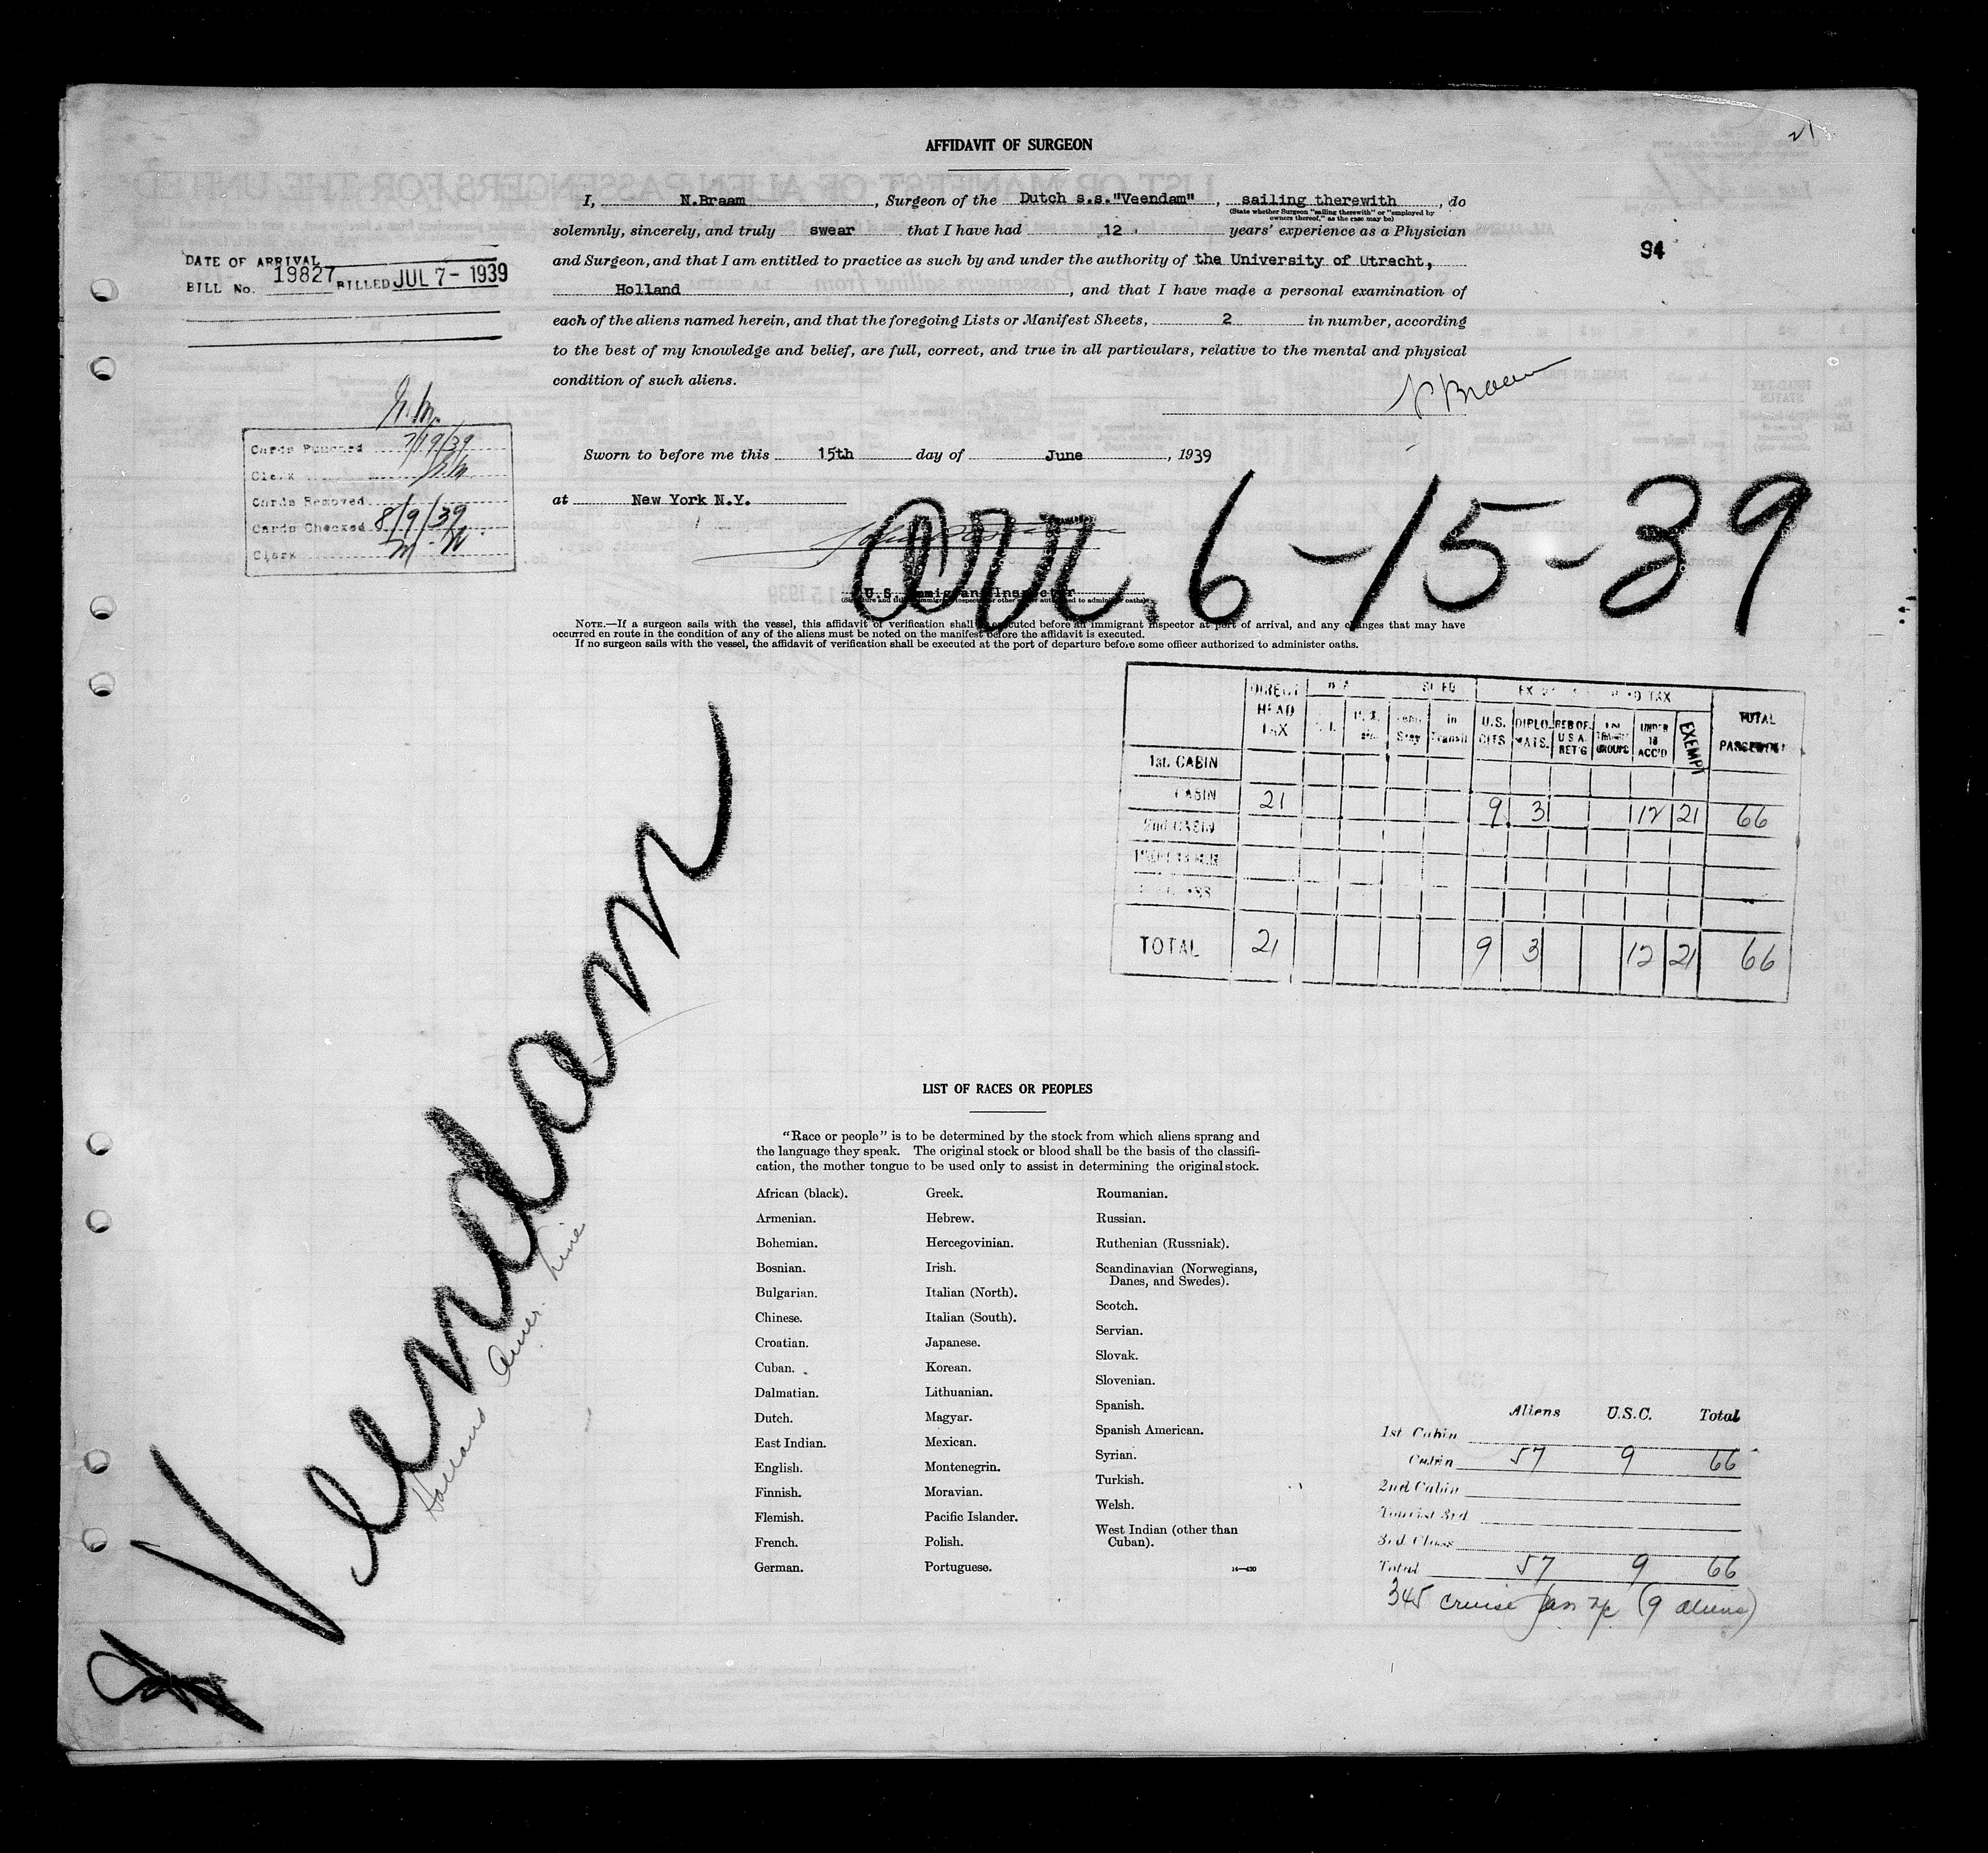 AFFIDAVIT OF SURGEON
21
I, N.Braam, Surgeon of the Dutch s.s."Veendam", sailing therewith, do
(State whether Surgeon "sailing therewith" or "employed by
owners thereof," as the case may be)
solemnly, sincerely, and truly swear that I have had 12 years' experience as a Physician
and Surgeon, and that I am entitled to practice as such by and under the authority of the University of Utrecht,
Holland, and that I have made a personal examination of
each of the aliens named herein, and that the foregoing Lists or Manifest Sheets, 2 in number, according
to the best of my knowledge and belief, are full, correct, and true in all particulars, relative to the mental and physical
condition of such aliens.
94
DATE OF ARRIVAL
BILL No. 19827 BILLED JUL 7- 1939
N Braam
Cards Punched 7/19/39
Clerk
Cards Removed
Cards Checked 8/9/39
Clerk M.W.
Sworn to before me this 15th day of June, 1939
at New York N.Y.
arr. 6-15-39
U.S. Immigrant Inspector
NOTE.—If a surgeon sails with the vessel, this affidavit of verification shall be executed before an immigrant inspector at port of arrival, and any changes that may have
occurred en route in the condition of any of the aliens must be noted on the manifest before the affidavit is executed.
If no surgeon sails with the vessel, the affidavit of verification shall be executed at the port of departure before some officer authorized to administer oaths.
DIRECT HEAD TAX
In Transit
U.S. CITS
DIPLO. MATS.
RES OF. U.S.A. RET'G
GROUPS
UNDER 18 ACC'D
EXEMPT
TOTAL
1st. CABIN
CABIN 21 9 3 12 21 66
2nd CABIN
TOTAL 21 9 3 12 21 66
Veendam
Holland Amer. Line
LIST OF RACES OR PEOPLES
"Race or people" is to be determined by the stock from which aliens sprang and
the language they speak. The original stock or blood shall be the basis of the classifi-
cation, the mother tongue to be used only to assist in determining the original stock.
African (black).
Armenian.
Bohemian.
Bosnian.
Bulgarian.
Chinese.
Croatian.
Cuban.
Dalmatian.
Dutch.
East Indian.
English.
Finnish.
Flemish.
French.
German.
Greek.
Hebrew.
Hercegovinian.
Irish.
Italian (North).
Italian (South).
Japanese.
Korean.
Lithuanian.
Magyar.
Mexican.
Montenegrin.
Moravian.
Pacific Islander.
Polish.
Portuguese.
Roumanian.
Russian.
Ruthenian (Russniak).
Scandinavian (Norwegians,
Danes, and Swedes).
Scotch.
Servian.
Slovak.
Slovenian.
Spanish.
Spanish American.
Syrian.
Turkish.
Welsh.
West Indian (other than
Cuban).
14—430
Aliens U.S.C. Total
1st Cabin
Cabin 57 9 66
2nd Cabin
Tourist 3rd
3rd Class
Total 57 9 66
345 cruise (9 aliens)